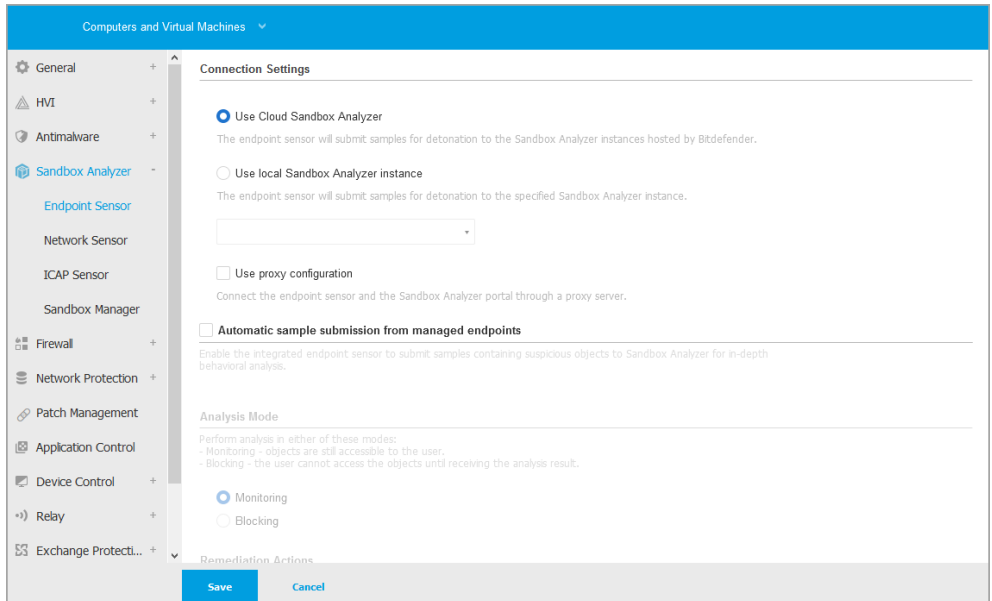 Computers and Virtual Machines
General +
HVI +
Antimalware +
Sandbox Analyzer -
Endpoint Sensor
Network Sensor
ICAP Sensor
Sandbox Manager
Firewall +
Network Protection +
Patch Management
Application Control
Device Control +
Relay +
Exchange Protecti... +
Connection Settings
Use Cloud Sandbox Analyzer
The endpoint sensor will submit samples for detonation to the Sandbox Analyzer instances hosted by Bitdefender.
Use local Sandbox Analyzer instance
The endpoint sensor will submit samples for detonation to the specified Sandbox Analyzer instance.
Use proxy configuration
Connect the endpoint sensor and the Sandbox Analyzer portal through a proxy server.
Automatic sample submission from managed endpoints
Enable the integrated endpoint sensor to submit samples containing suspicious objects to Sandbox Analyzer for in-depth
behavioral analysis.
Analysis Mode
Perform analysis in either of these modes:
- Monitoring - objects are still accessible to the user.
- Blocking - the user cannot access the objects until receiving the analysis result.
Monitoring
Blocking
Remediation Actions
Save
Cancel